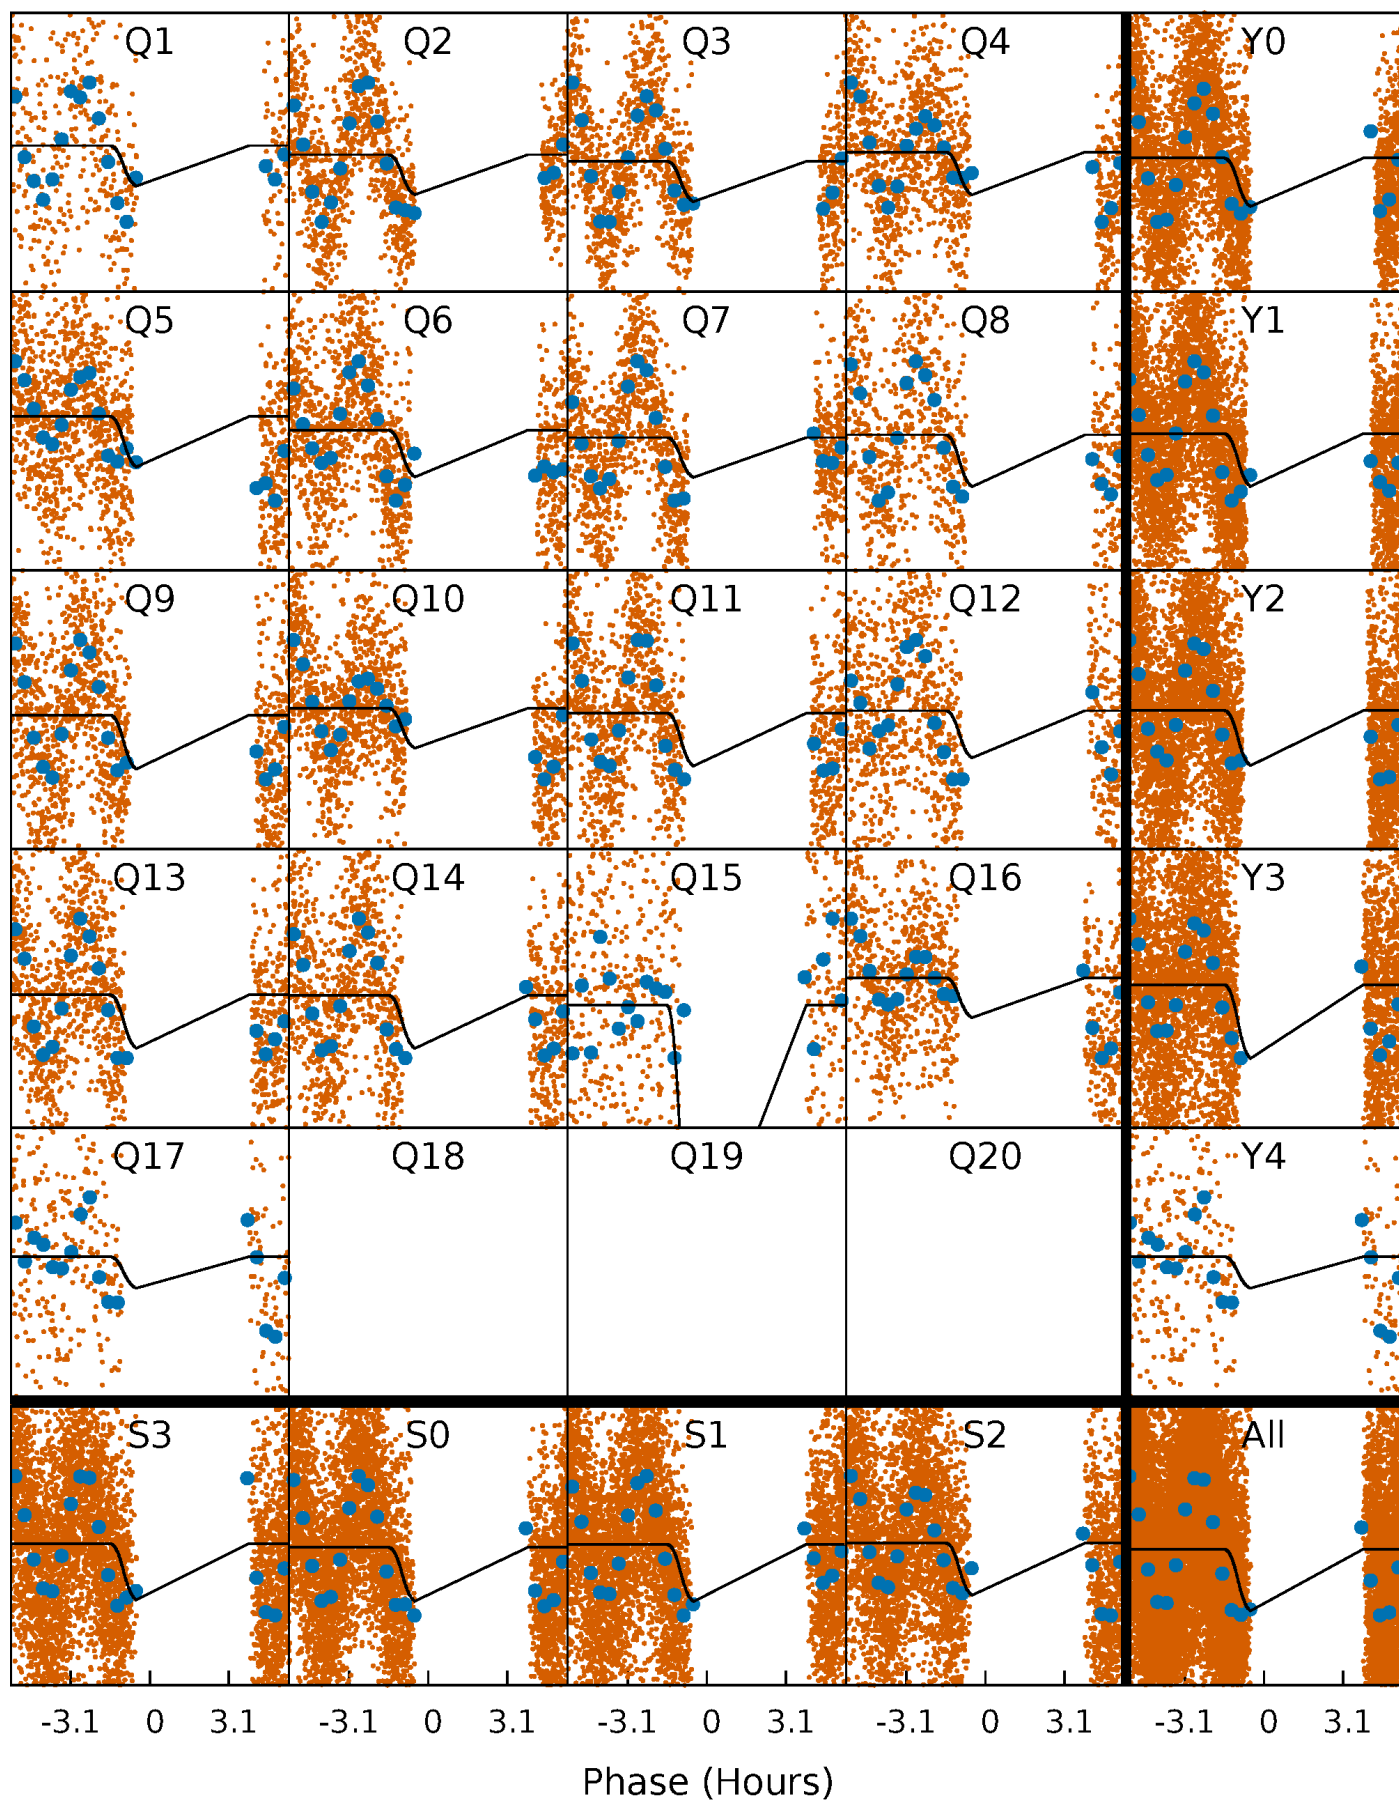 Q1 Q2 Q3 Q4 Y0
Q5 Q6 Q7 Q8 Y1
Q9 Q10 Q11 Q12 Y2
Q13 Q14 Q15 Q16 Y3
Q17 Q18 Q19 Q20 Y4
S3 S0 S1 S2 All
-3.1 0 3.1 -3.1 0 3.1 -3.1 0 3.1 -3.1 0 3.1 -3.1 0 3.1
Phase (Hours)